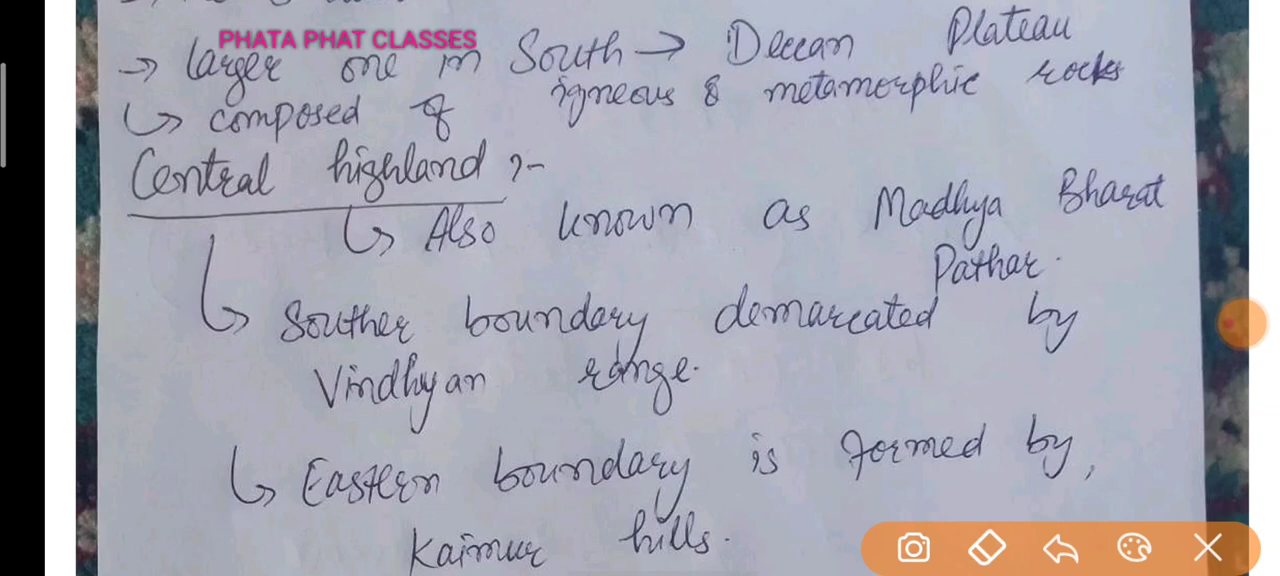 PHATA PHAT CLASSES
→ larger one in South → Deccan Plateau
↳ composed of igneous & metamorphic rocks
Central highland :-
↳ Also known as Madhya Bharat
Pathar.
↳ Souther boundary demarcated by
Vindhyan range.
↳ Eastern boundary is formed by,
Kaimur hills.